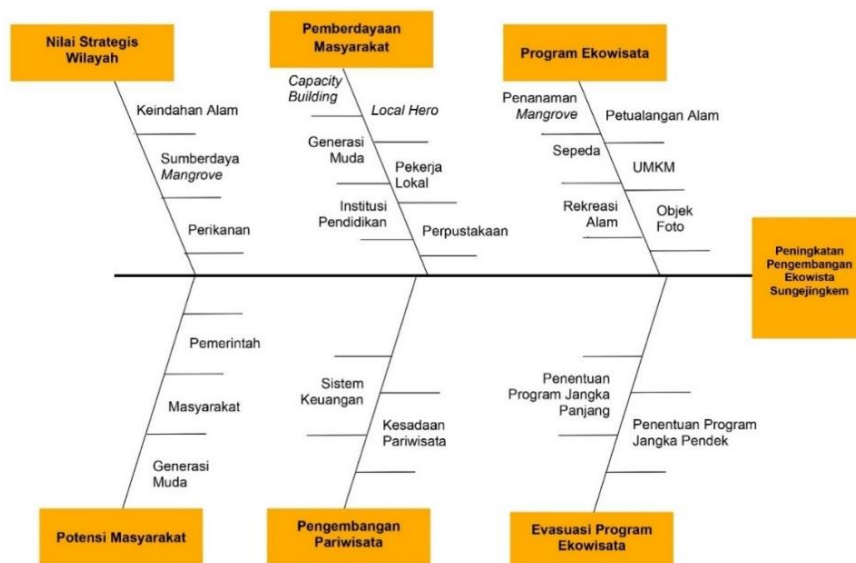 Nilai Strategis
Wilayah
Keindahan Alam
Sumberdaya
Mangrove
Perikanan
Pemberdayaan
Masyarakat
Capacity
Building
Local Hero
Generasi
Muda
Pekerja
Lokal
Institusi
Pendidikan
Perpustakaan
Program Ekowisata
Penanaman
Mangrove
Petualangan Alam
Sepeda
UMKM
Rekreasi
Alam
Objek
Foto
Peningkatan
Pengembangan
Ekowista
Sungejingkem
Pemerintah
Masyarakat
Generasi
Muda
Potensi Masyarakat
Sistem
Keuangan
Kesadaan
Pariwisata
Pengembangan
Pariwisata
Penentuan
Program Jangka
Panjang
Penentuan Program
Jangka Pendek
Evasuasi Program
Ekowisata